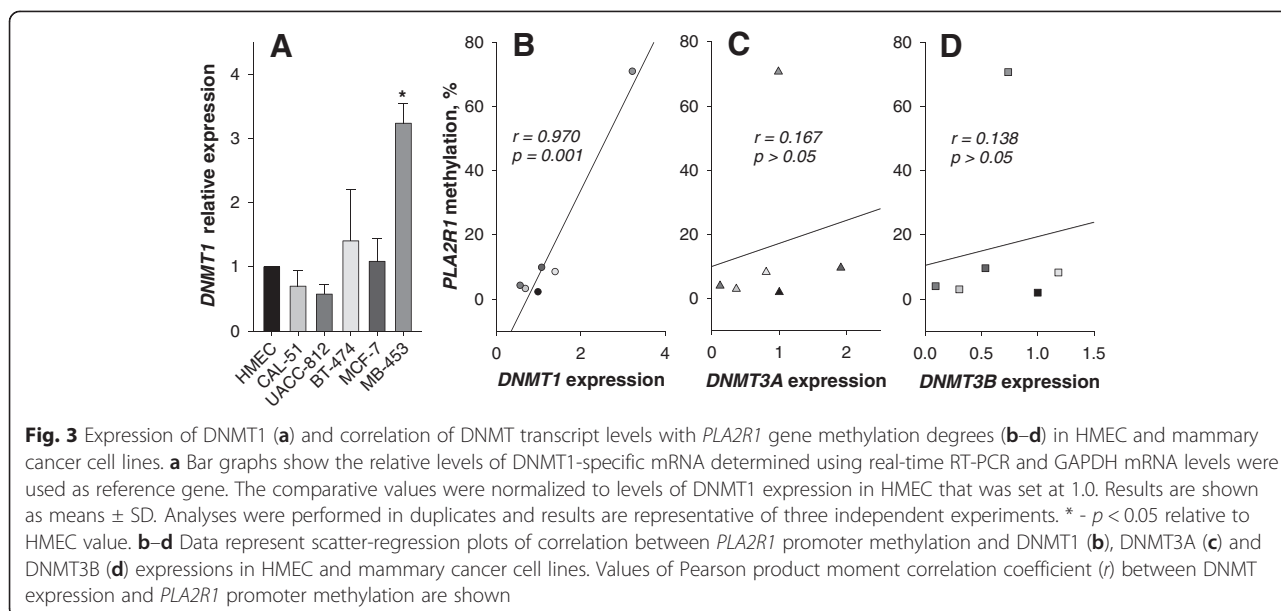 A
DNMT1 relative expression
4
3
2
1
0
HMEC
CAL-51
UACC-812
BT-474
MCF-7
MB-453
*
B
PLA2R1 methylation, %
80
60
40
20
0
r = 0.970
p = 0.001
0 2 4
DNMT1 expression
C
80
60
40
20
0
r = 0.167
p > 0.05
0 1 2
DNMT3A expression
D
80
60
40
20
0
r = 0.138
p > 0.05
0.0 0.5 1.0 1.5
DNMT3B expression
Fig. 3 Expression of DNMT1 (a) and correlation of DNMT transcript levels with PLA2R1 gene methylation degrees (b–d) in HMEC and mammary
cancer cell lines. a Bar graphs show the relative levels of DNMT1-specific mRNA determined using real-time RT-PCR and GAPDH mRNA levels were
used as reference gene. The comparative values were normalized to levels of DNMT1 expression in HMEC that was set at 1.0. Results are shown
as means ± SD. Analyses were performed in duplicates and results are representative of three independent experiments. * - p < 0.05 relative to
HMEC value. b–d Data represent scatter-regression plots of correlation between PLA2R1 promoter methylation and DNMT1 (b), DNMT3A (c) and
DNMT3B (d) expressions in HMEC and mammary cancer cell lines. Values of Pearson product moment correlation coefficient (r) between DNMT
expression and PLA2R1 promoter methylation are shown